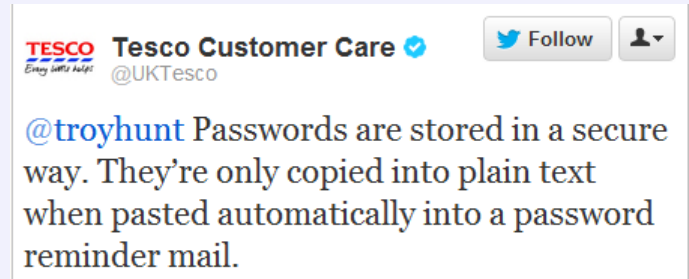 TESCO
Every little helps
Tesco Customer Care
@UKTesco
Follow
@troyhunt Passwords are stored in a secure
way. They’re only copied into plain text
when pasted automatically into a password
reminder mail.